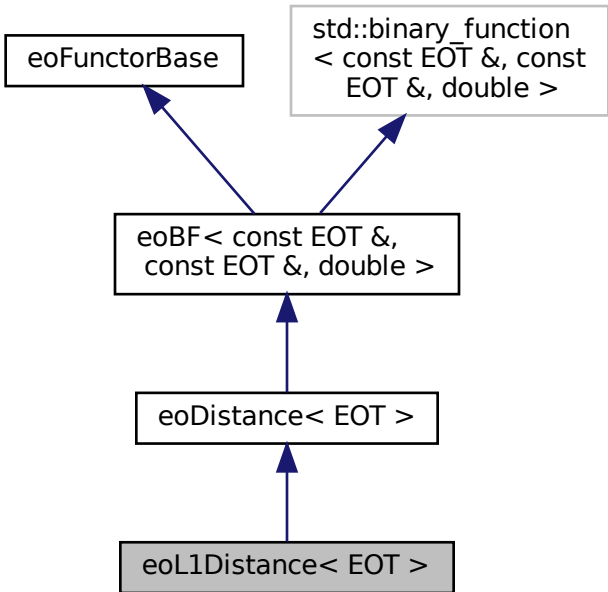 eoFunctorBase
std::binary_function
< const EOT &, const
EOT &, double >
eoBF< const EOT &,
const EOT &, double >
eoDistance< EOT >
eoL1Distance< EOT >